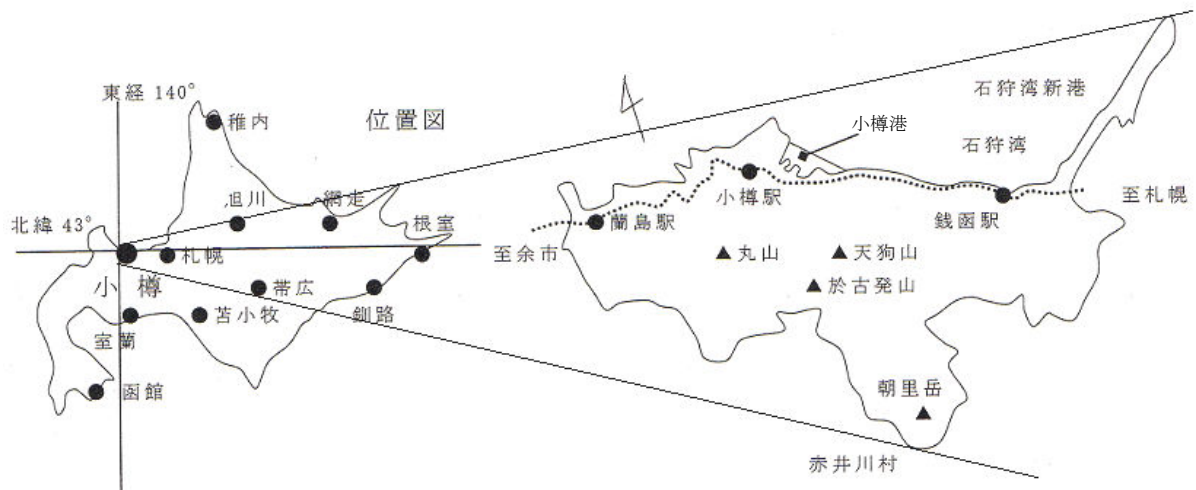 東経 140°
稚内
位置図
旭川
網走
北緯 43°
根室
札幌
小樽
帯広
釧路
苫小牧
室蘭
函館
石狩湾新港
小樽港
石狩湾
小樽駅
至札幌
蘭島駅
銭函駅
至余市
丸山
天狗山
於古発山
朝里岳
赤井川村